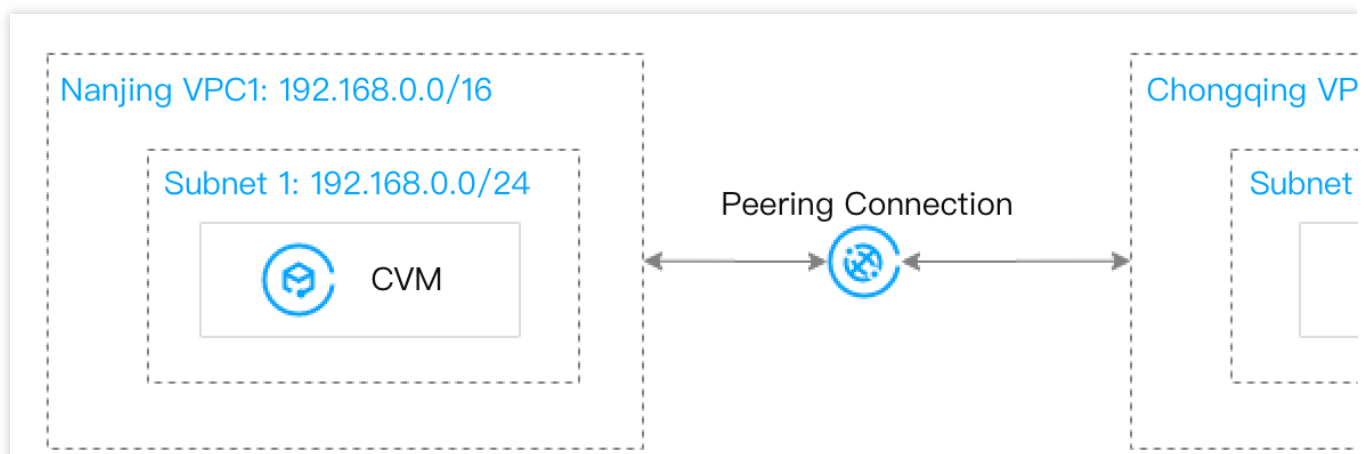 Nanjing VPC1: 192.168.0.0/16
Subnet 1: 192.168.0.0/24
CVM
Peering Connection
Chongqing VP
Subnet